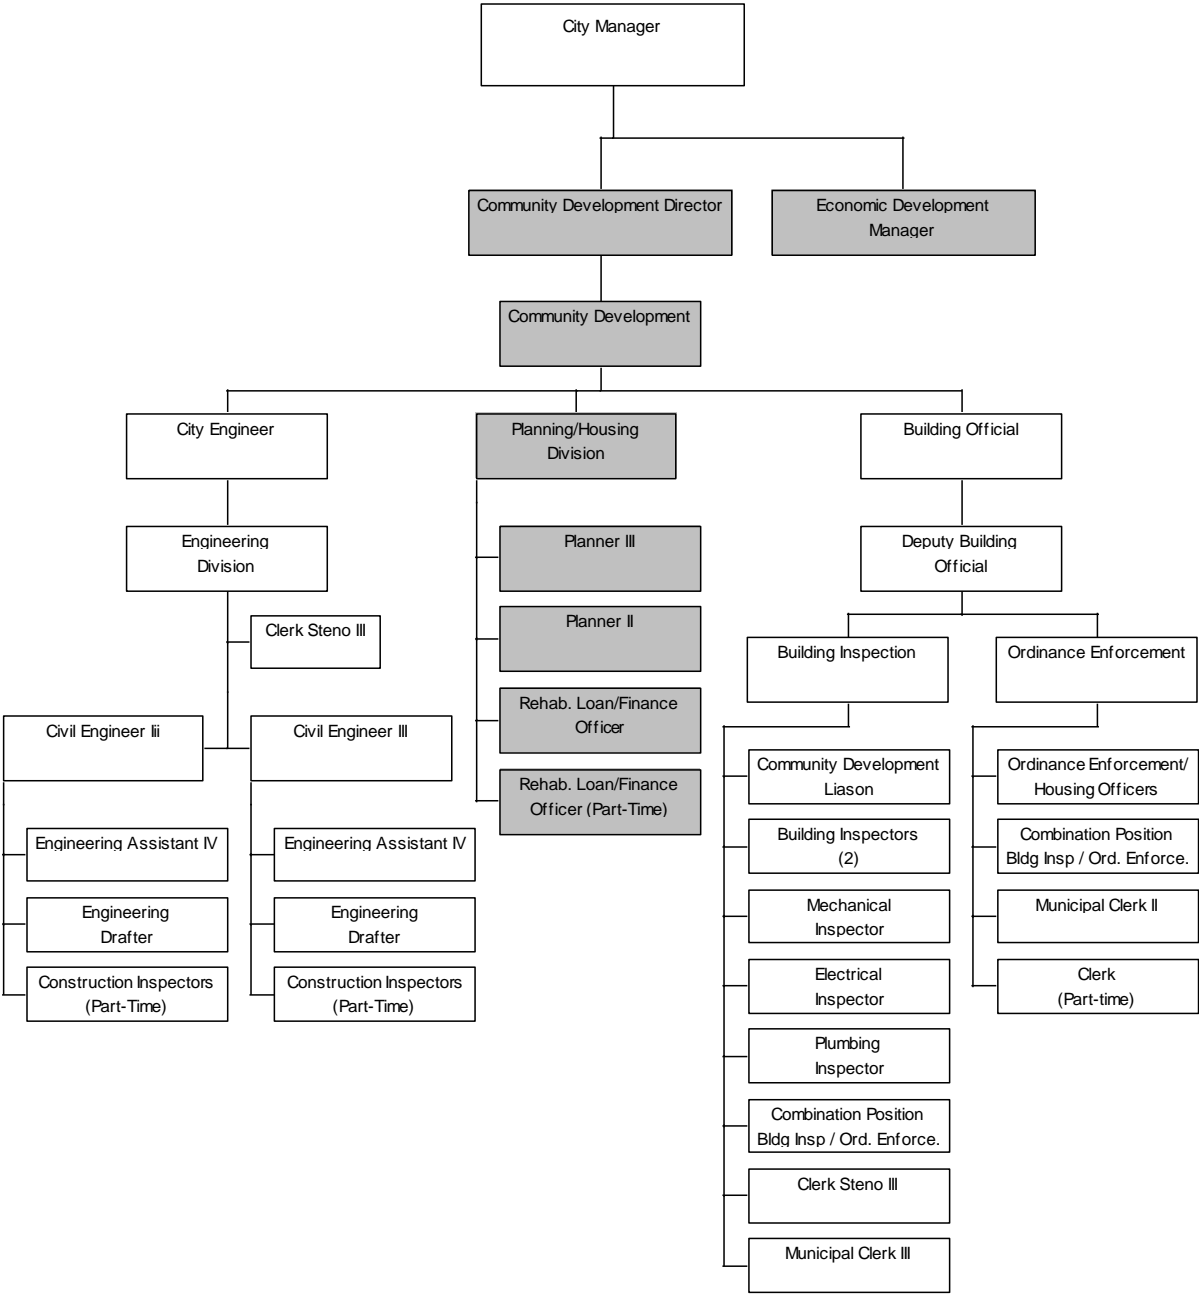 City Manager
Community Development Director
Economic Development
Manager
Community Development
City Engineer
Planning/Housing
Division
Building Official
Engineering
Division
Deputy Building
Official
Clerk Steno III
Civil Engineer Iii
Civil Engineer III
Engineering Assistant IV
Engineering
Drafter
Construction Inspectors
(Part-Time)
Engineering Assistant IV
Engineering
Drafter
Construction Inspectors
(Part-Time)
Planner III
Planner II
Rehab. Loan/Finance
Officer
Rehab. Loan/Finance
Officer (Part-Time)
Building Inspection
Ordinance Enforcement
Community Development
Liason
Building Inspectors
(2)
Mechanical
Inspector
Electrical
Inspector
Plumbing
Inspector
Combination Position
Bldg Insp / Ord. Enforce.
Clerk Steno III
Municipal Clerk III
Ordinance Enforcement/
Housing Officers
Combination Position
Bldg Insp / Ord. Enforce.
Municipal Clerk II
Clerk
(Part-time)